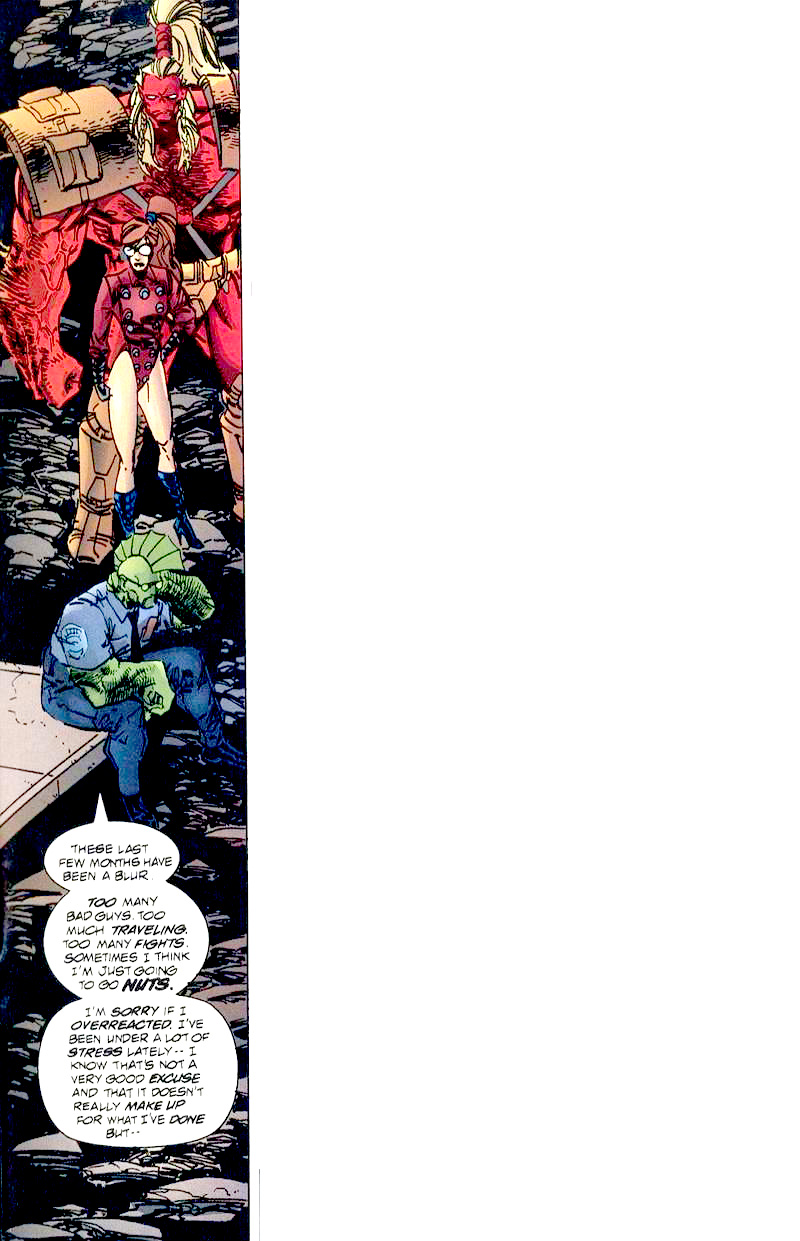 THESE LAST
FEW MONTHS HAVE
BEEN A BLUR.
TOO MANY
BAD GUYS. TOO
MUCH TRAVELING.
TOO MANY FIGHTS.
SOMETIMES I THINK
I'M JUST GOING
TO GO NUTS.
I'M SORRY IF I
OVERREACTED. I'VE
BEEN UNDER A LOT OF
STRESS LATELY-- I
KNOW THAT'S NOT A
VERY GOOD EXCUSE
AND THAT IT DOESN'T
REALLY MAKE UP
FOR WHAT I'VE DONE
BUT--